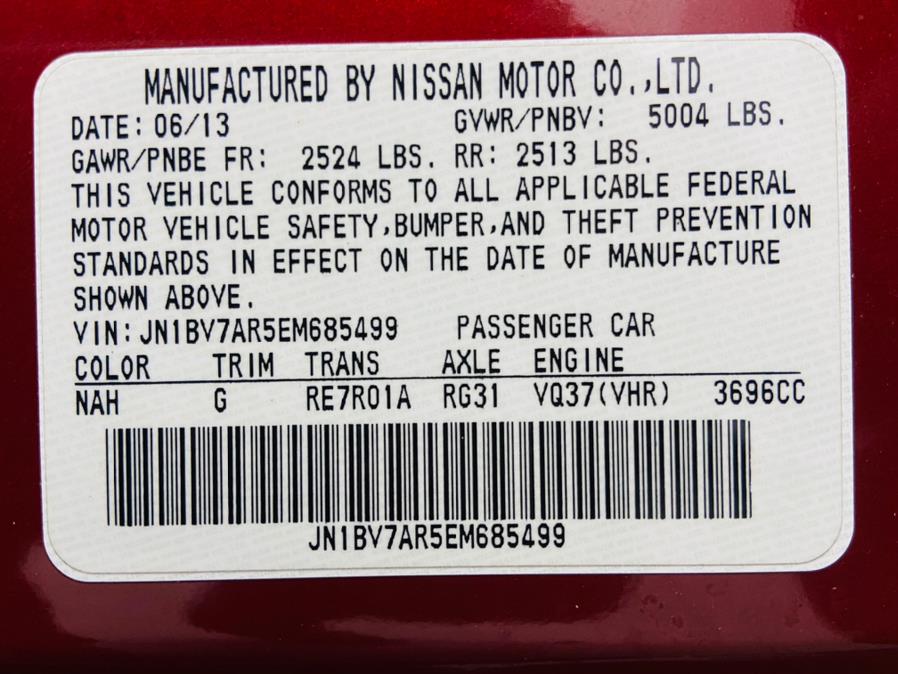 MANUFACTURED BY NISSAN MOTOR CO.,LTD.
DATE: 06/13 GVWR/PNBV: 5004 LBS.
GAWR/PNBE FR: 2524 LBS. RR: 2513 LBS.
THIS VEHICLE CONFORMS TO ALL APPLICABLE FEDERAL
MOTOR VEHICLE SAFETY,BUMPER,AND THEFT PREVENTION
STANDARDS IN EFFECT ON THE DATE OF MANUFACTURE
SHOWN ABOVE.
VIN: JN1BV7AR5EM685499 PASSENGER CAR
COLOR TRIM TRANS AXLE ENGINE
NAH G RE7R01A RG31 VQ37(VHR) 3696CC
JN1BV7AR5EM685499